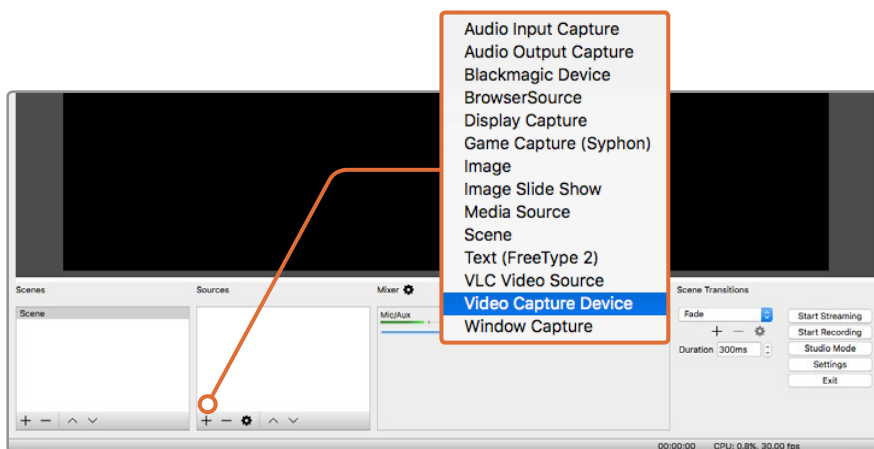 Audio Input Capture
Audio Output Capture
Blackmagic Device
BrowserSource
Display Capture
Game Capture (Syphon)
Image
Image Slide Show
Media Source
Scene
Text (FreeType 2)
VLC Video Source
Video Capture Device
Window Capture
Scenes
Scene
Sources
Mixer
Mic/Aux
Scene Transitions
Fade
Duration 300ms
Start Streaming
Start Recording
Studio Mode
Settings
Exit
00:00:00 CPU: 0.8%, 30.00 fps